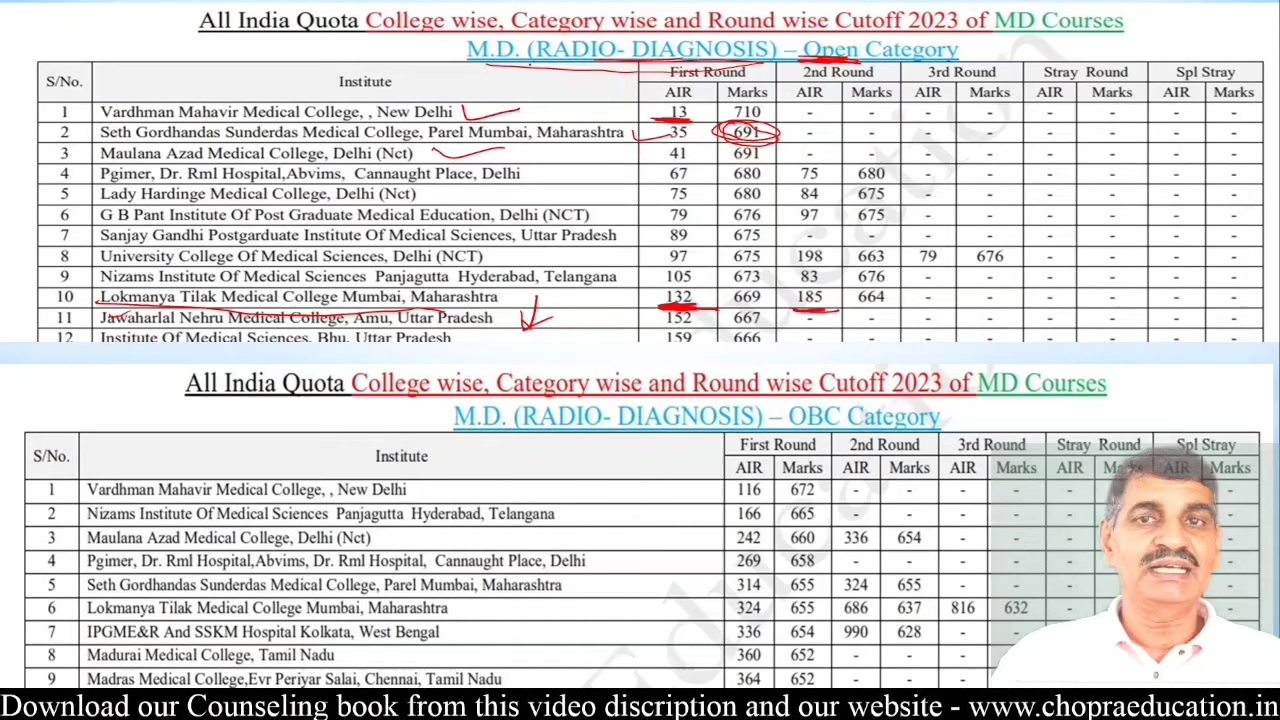 All India Quota College wise, Category wise and Round wise Cutoff 2023 of MD Courses
M.D. (RADIO- DIAGNOSIS) – Open Category
S/No. Institute First Round 2nd Round 3rd Round Stray Round Spl Stray
AIR Marks AIR Marks AIR Marks AIR Marks AIR Marks
1 Vardhman Mahavir Medical College, , New Delhi 13 710 - - - - - - - -
2 Seth Gordhandas Sunderdas Medical College, Parel Mumbai, Maharashtra 35 691 - - - - - - - -
3 Maulana Azad Medical College, Delhi (Nct) 41 691 - - - - - - - -
4 Pgimer, Dr. Rml Hospital,Abvims, Cannaught Place, Delhi 67 680 75 680 - - - - - -
5 Lady Hardinge Medical College, Delhi (Nct) 75 680 84 675 - - - - - -
6 G B Pant Institute Of Post Graduate Medical Education, Delhi (NCT) 79 676 97 675 - - - - - -
7 Sanjay Gandhi Postgarduate Institute Of Medical Sciences, Uttar Pradesh 89 675 - - - - - - - -
8 University College Of Medical Sciences, Delhi (NCT) 97 675 198 663 79 676 - - - -
9 Nizams Institute Of Medical Sciences Panjagutta Hyderabad, Telangana 105 673 83 676 - - - - - -
10 Lokmanya Tilak Medical College Mumbai, Maharashtra 132 669 185 664 - - - - - -
11 Jawaharlal Nehru Medical College, Amu, Uttar Pradesh 152 667 - - - - - - - -
12 Institute Of Medical Sciences, Bhu, Uttar Pradesh 159 666
All India Quota College wise, Category wise and Round wise Cutoff 2023 of MD Courses
M.D. (RADIO- DIAGNOSIS) – OBC Category
S/No. Institute First Round 2nd Round 3rd Round Stray Round Spl Stray
AIR Marks AIR Marks AIR Marks AIR Marks AIR Marks
1 Vardhman Mahavir Medical College, , New Delhi 116 672 - - - - - -
2 Nizams Institute Of Medical Sciences Panjagutta Hyderabad, Telangana 166 665 - - - - - -
3 Maulana Azad Medical College, Delhi (Nct) 242 660 336 654 - - - -
4 Pgimer, Dr. Rml Hospital,Abvims, Dr. Rml Hospital, Cannaught Place, Delhi 269 658 - - - - - -
5 Seth Gordhandas Sunderdas Medical College, Parel Mumbai, Maharashtra 314 655 324 655 - - - -
6 Lokmanya Tilak Medical College Mumbai, Maharashtra 324 655 686 637 816 632 - -
7 IPGME&R And SSKM Hospital Kolkata, West Bengal 336 654 990 628 - - -
8 Madurai Medical College, Tamil Nadu 360 652 - - - - -
9 Madras Medical College,Evr Periyar Salai, Chennai, Tamil Nadu 364 652 - - - -
Download our Counseling book from this video discription and our website - www.chopraeducation.in